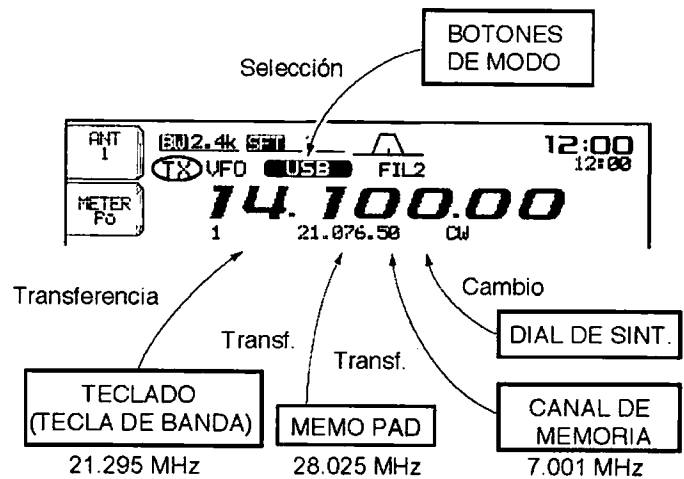 BOTONES
DE MODO
Selección
ANT
1
BW 2.4k SFT
12:00
12:00
TX VFO USB FIL2
METER
Po
14.100.00
1 21.076.50 CW
Transferencia
Transf.
Transf.
Cambio
DIAL DE SINT.
TECLADO
(TECLA DE BANDA)
MEMO PAD
CANAL DE
MEMORIA
21.295 MHz
28.025 MHz
7.001 MHz